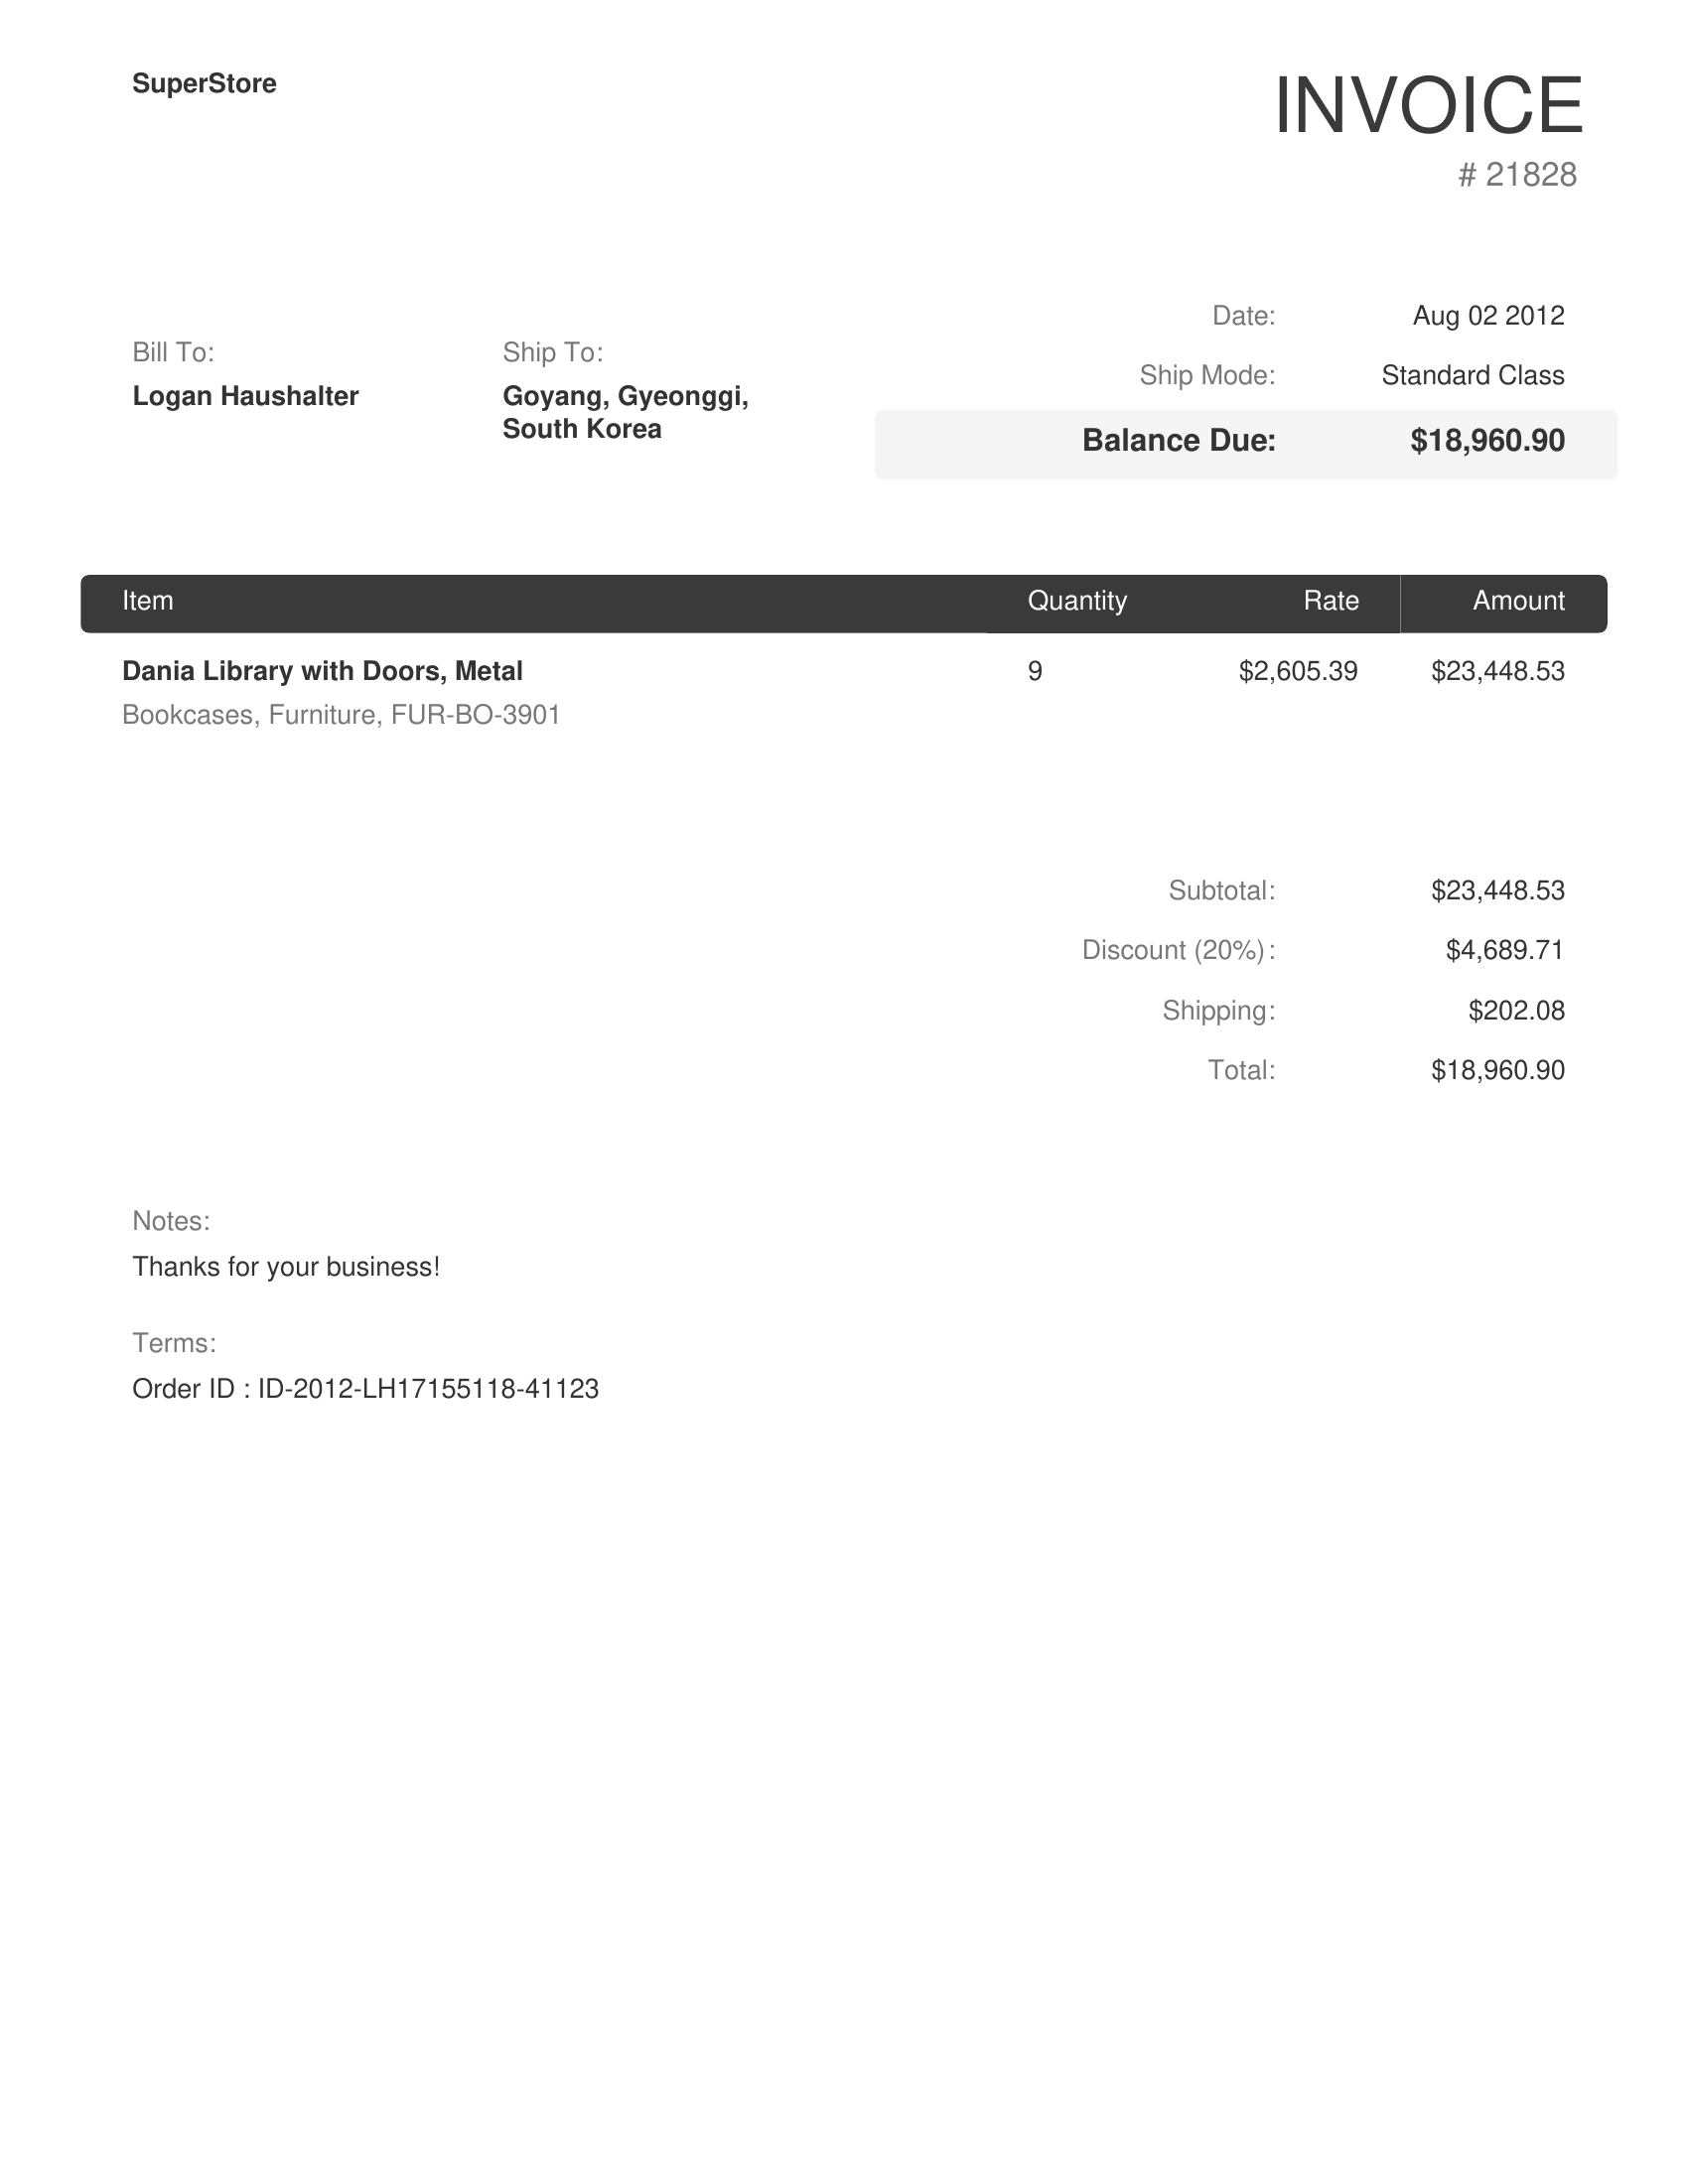 SuperStore
INVOICE
# 21828
Date: Aug 02 2012
Ship Mode: Standard Class
Balance Due: $18,960.90
Bill To:
Logan Haushalter
Ship To:
Goyang, Gyeonggi,
South Korea
Item Quantity Rate Amount
Dania Library with Doors, Metal 9 $2,605.39 $23,448.53
Bookcases, Furniture, FUR-BO-3901
Subtotal: $23,448.53
Discount (20%): $4,689.71
Shipping: $202.08
Total: $18,960.90
Notes:
Thanks for your business!
Terms:
Order ID : ID-2012-LH17155118-41123